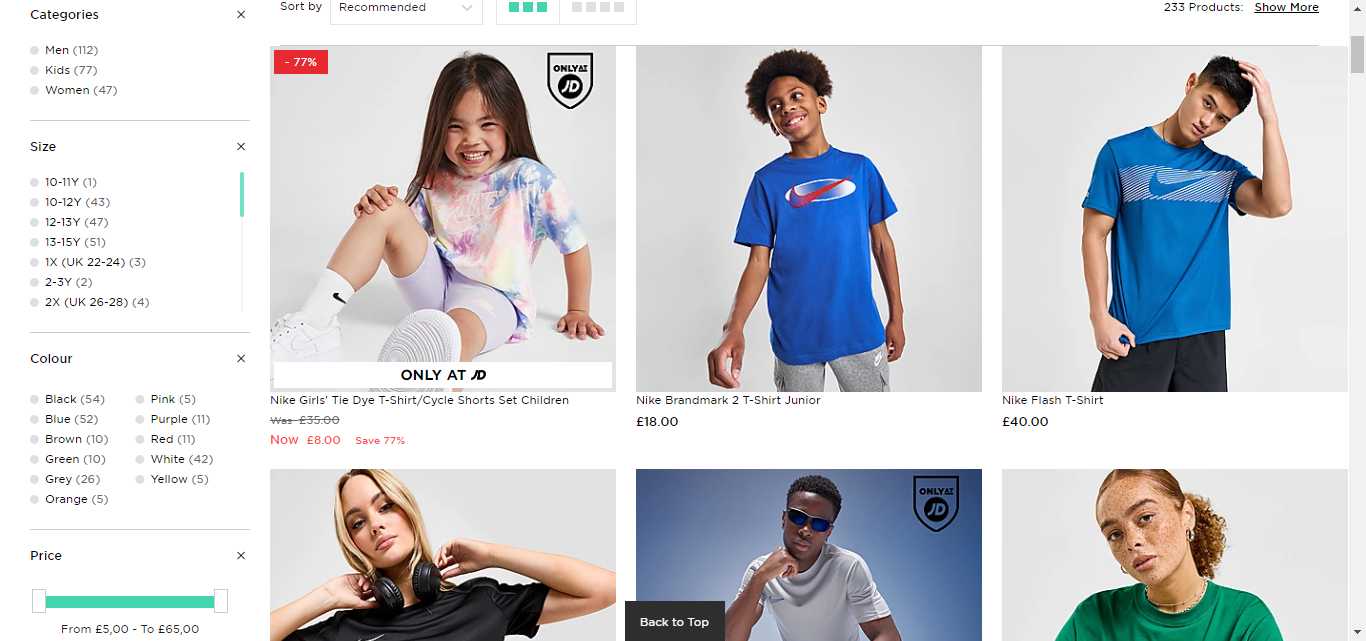 Categories
Men (112)
Kids (77)
Women (47)
Size
10-11Y (1)
10-12Y (43)
12-13Y (47)
13-15Y (51)
1X (UK 22-24) (3)
2-3Y (2)
2X (UK 26-28) (4)
Colour
Black (54)
Blue (52)
Brown (10)
Green (10)
Grey (26)
Orange (5)
Pink (5)
Purple (11)
Red (11)
White (42)
Yellow (5)
Price
From £5,00 - To £65,00
Sort by
Recommended
233 Products:
Show More
- 77%
ONLY AT
JD
ONLY AT JD
Nike Girls' Tie Dye T-Shirt/Cycle Shorts Set Children
Was £35.00
Now £8.00 Save 77%
Nike Brandmark 2 T-Shirt Junior
£18.00
Nike Flash T-Shirt
£40.00
ONLY AT
JD
Back to Top